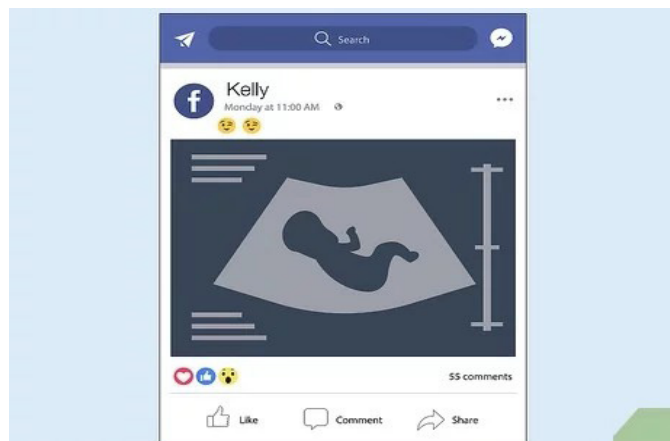 Search
f
Kelly
Monday at 11:00 AM
55 comments
Like Comment Share